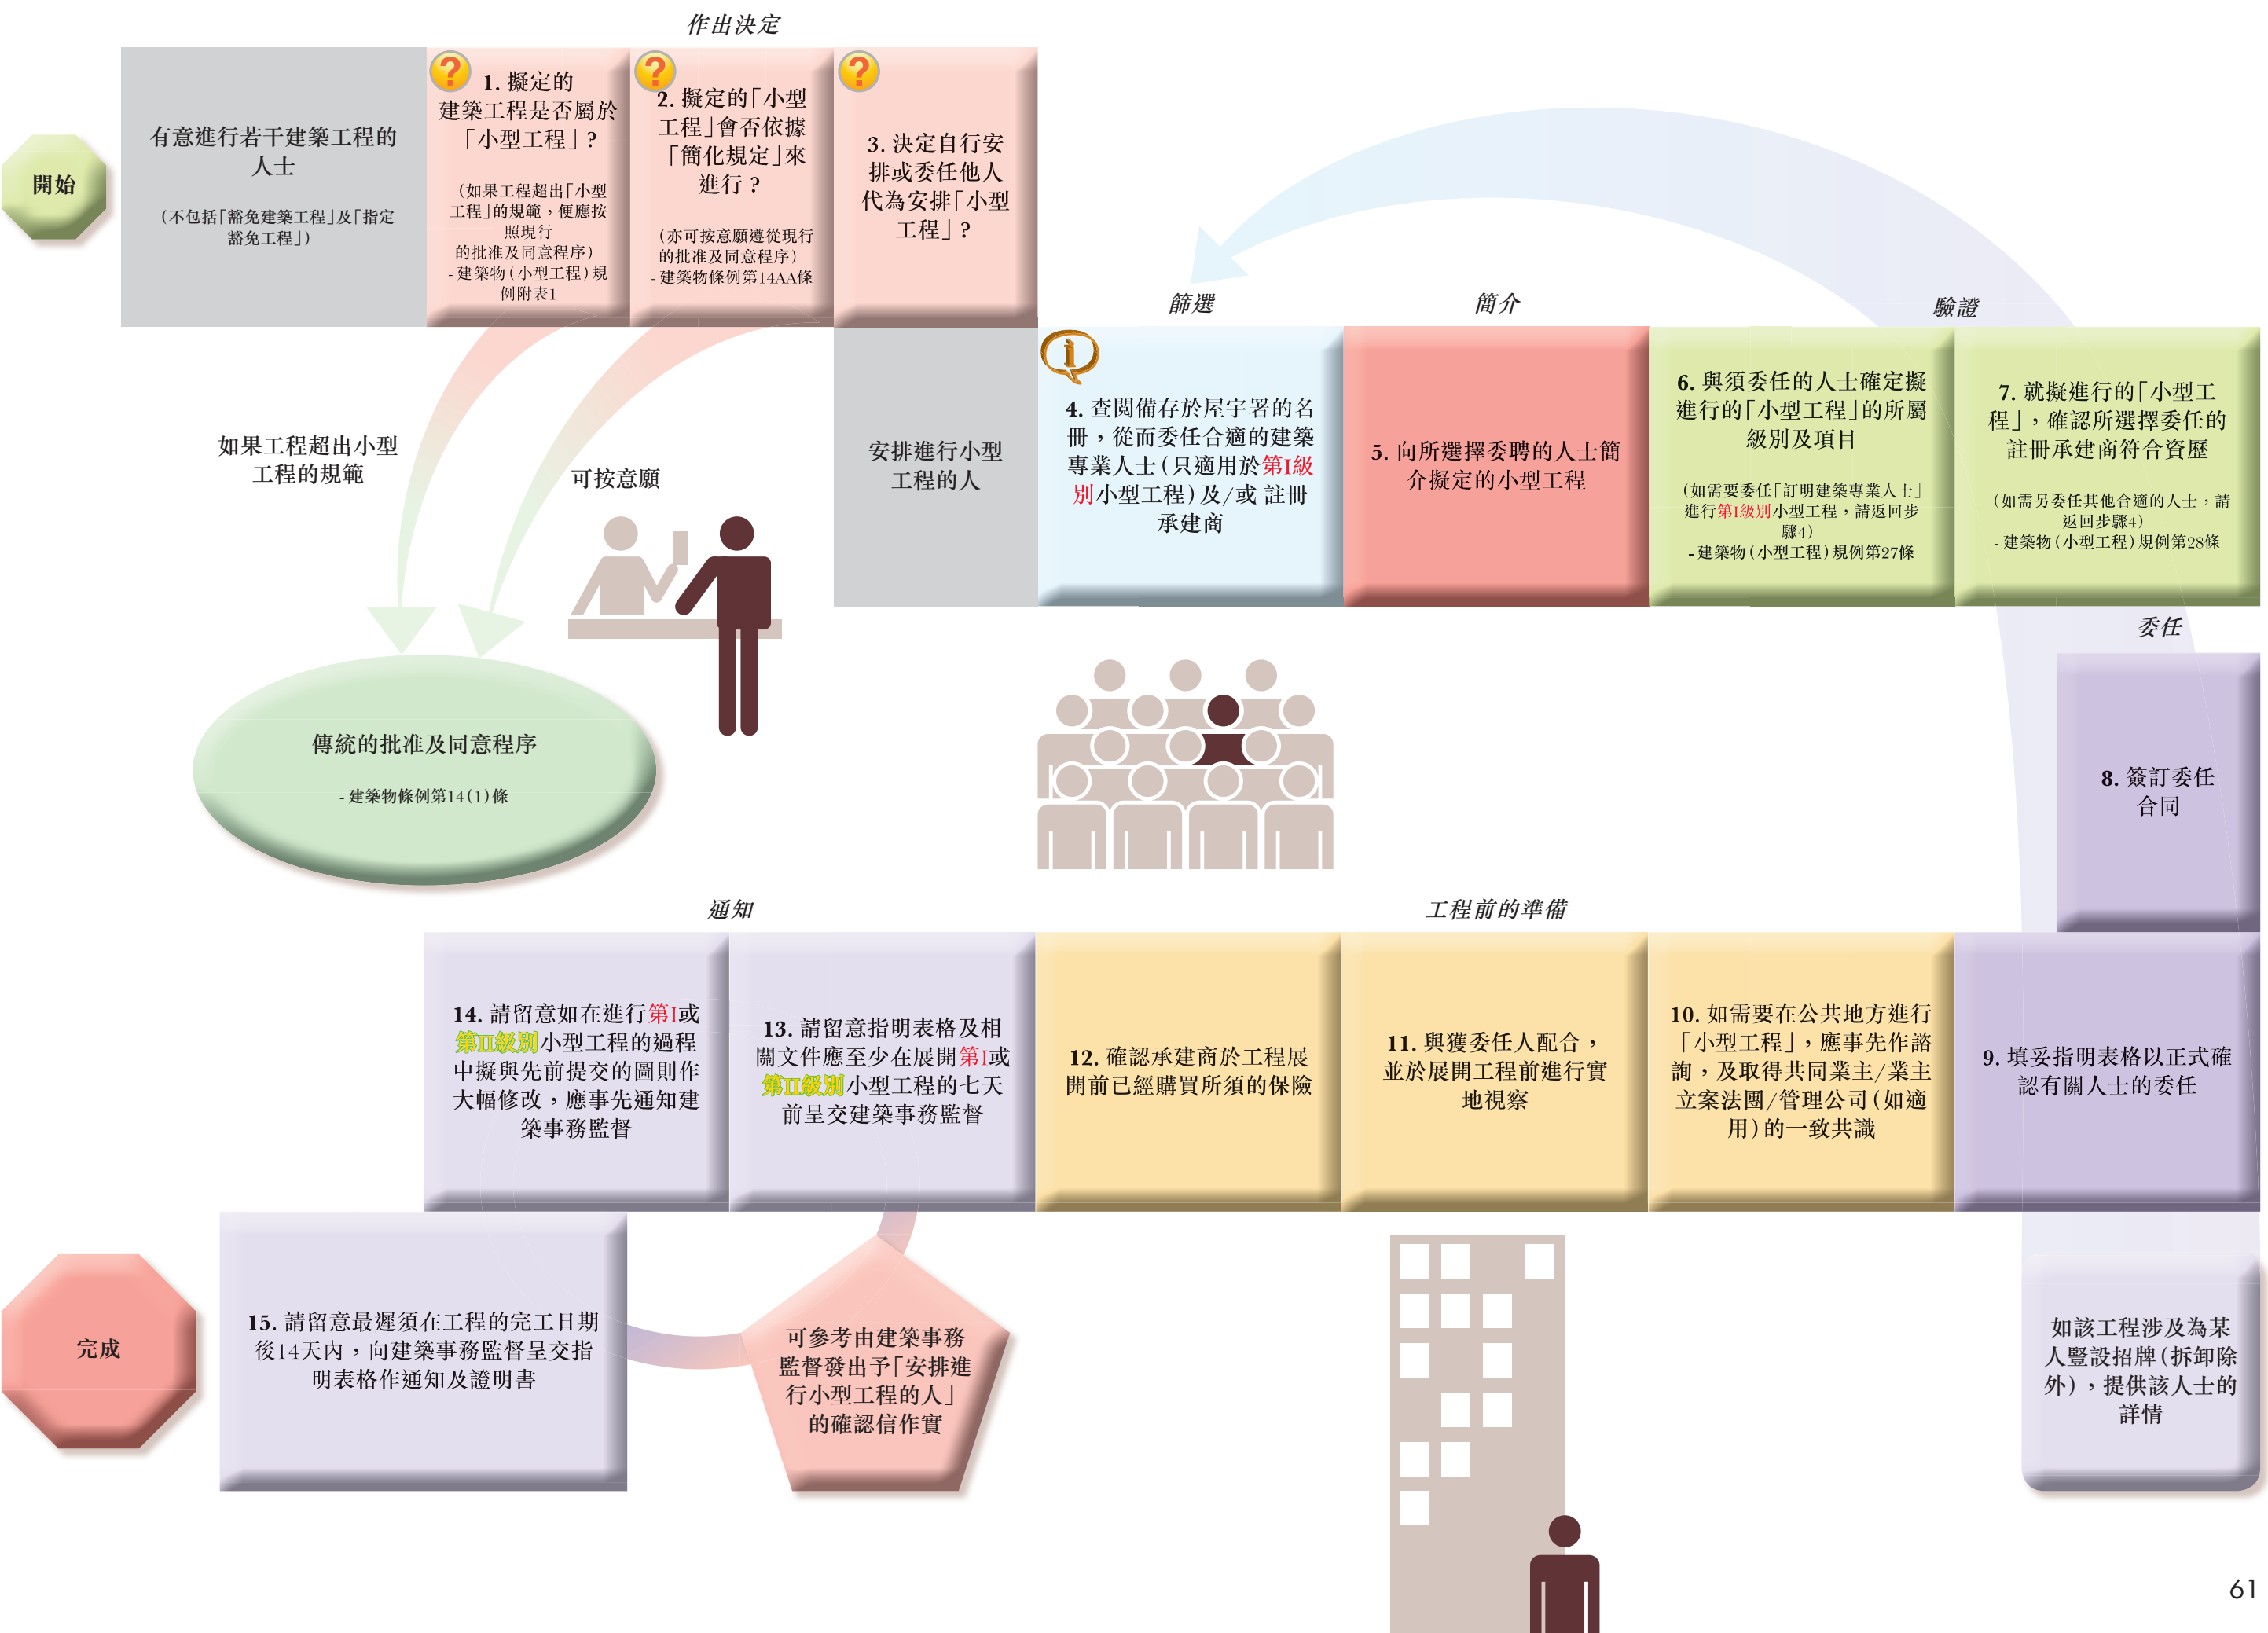 作出決定
開始
有意進行若干建築工程的
人士
(不包括「豁免建築工程」及「指定
豁免工程」)
?
1. 擬定的
建築工程是否屬於
「小型工程」?
(如果工程超出「小型
工程」的規範，便應按
照現行
的批准及同意程序)
- 建築物(小型工程)規
例附表1
?
2. 擬定的「小型
工程」會否依據
「簡化規定」來
進行?
(亦可按意願遵從現行
的批准及同意程序)
- 建築物條例第14AA條
?
3. 決定自行安
排或委任他人
代為安排「小型
工程」?
如果工程超出小型
工程的規範
可按意願
傳統的批准及同意程序
- 建築物條例第14(1)條
安排進行小型
工程的人
篩選
i
4. 查閱備存於屋宇署的名
冊，從而委任合適的建築
專業人士(只適用於第I級
別小型工程)及/或 註冊
承建商
簡介
5. 向所選擇委聘的人士簡
介擬定的小型工程
驗證
6. 與須委任的人士確定擬
進行的「小型工程」的所屬
級別及項目
(如需要委任「訂明建築專業人士」
進行第I級別小型工程，請返回步
驟4)
- 建築物(小型工程)規例第27條
7. 就擬進行的「小型工
程」，確認所選擇委任的
註冊承建商符合資歷
(如需另委任其他合適的人士，請
返回步驟4)
- 建築物(小型工程)規例第28條
委任
8. 簽訂委任
合同
9. 填妥指明表格以正式確
認有關人士的委任
如該工程涉及為某
人豎設招牌(拆卸除
外)，提供該人士的
詳情
工程前的準備
10. 如需要在公共地方進行
「小型工程」，應事先作諮
詢，及取得共同業主/業主
立案法團/管理公司(如適
用)的一致共識
11. 與獲委任人配合，
並於展開工程前進行實
地視察
12. 確認承建商於工程展
開前已經購買所須的保險
通知
13. 請留意指明表格及相
關文件應至少在展開第I或
第II級別小型工程的七天
前呈交建築事務監督
14. 請留意如在進行第I或
第II級別小型工程的過程
中擬與先前提交的圖則作
大幅修改，應事先通知建
築事務監督
可參考由建築事務
監督發出予「安排進
行小型工程的人」
的確認信作實
15. 請留意最遲須在工程的完工日期
後14天內，向建築事務監督呈交指
明表格作通知及證明書
完成
61